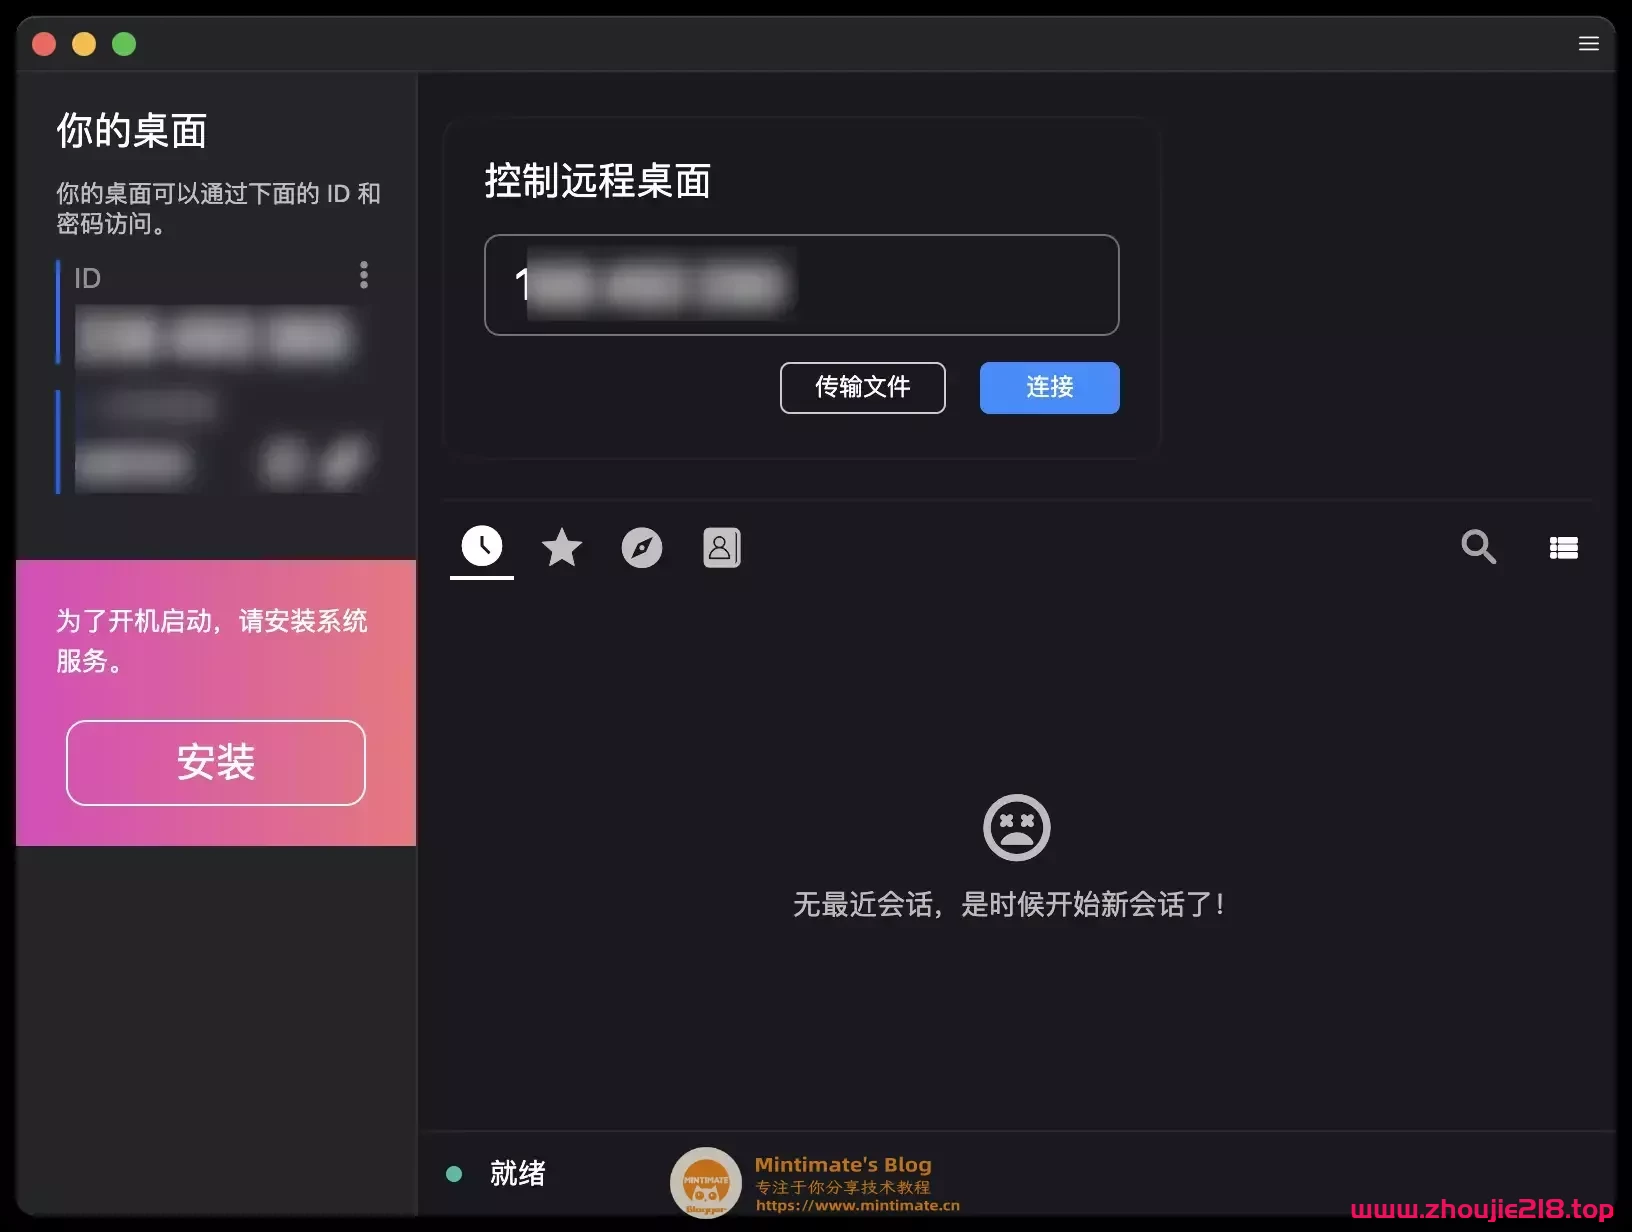 你的桌面
你的桌面可以通过下面的 ID 和
密码访问。
ID
为了开机启动，请安装系统
服务。
安装
控制远程桌面
1
传输文件
连接
无最近会话，是时候开始新会话了！
就绪
MINTIMATE
Blogger
Mintimate's Blog
专注于你分享技术教程
https://www.mintimate.cn
www.zhoujie218.top